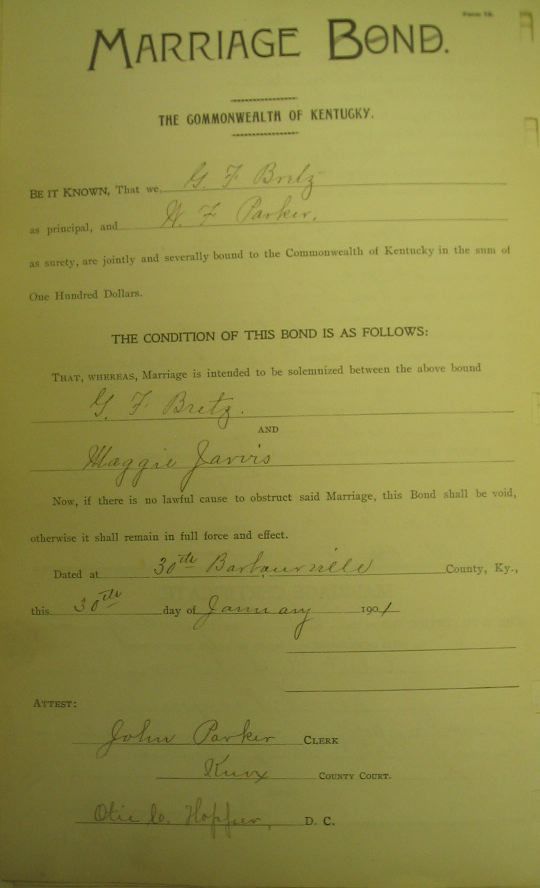 Form 18.
MARRIAGE BOND.
THE COMMONWEALTH OF KENTUCKY.
BE IT KNOWN, That we, G. F Bretz
as principal, and W. F Parker,
as surety, are jointly and severally bound to the Commonwealth of Kentucky in the sum of
One Hundred Dollars.
THE CONDITION OF THIS BOND IS AS FOLLOWS:
THAT, WHEREAS, Marriage is intended to be solemnized between the above bound
G. F Bretz.
AND
Maggie Jarvis
Now, if there is no lawful cause to obstruct said Marriage, this Bond shall be void,
otherwise it shall remain in full force and effect.
Dated at 30th Barbourville County, Ky.,
this 30th day of January 1901
ATTEST:
John Parker CLERK
Knox COUNTY COURT.
Hopper, D. C.